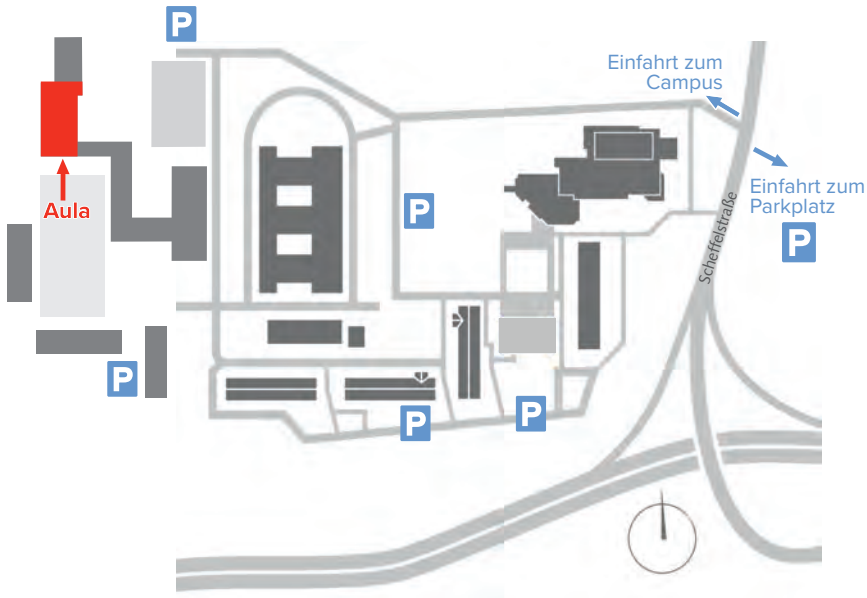 P
Einfahrt zum
Campus
Einfahrt zum
Parkplatz
Aula
P
Scheffelstraße
P
P
P
P